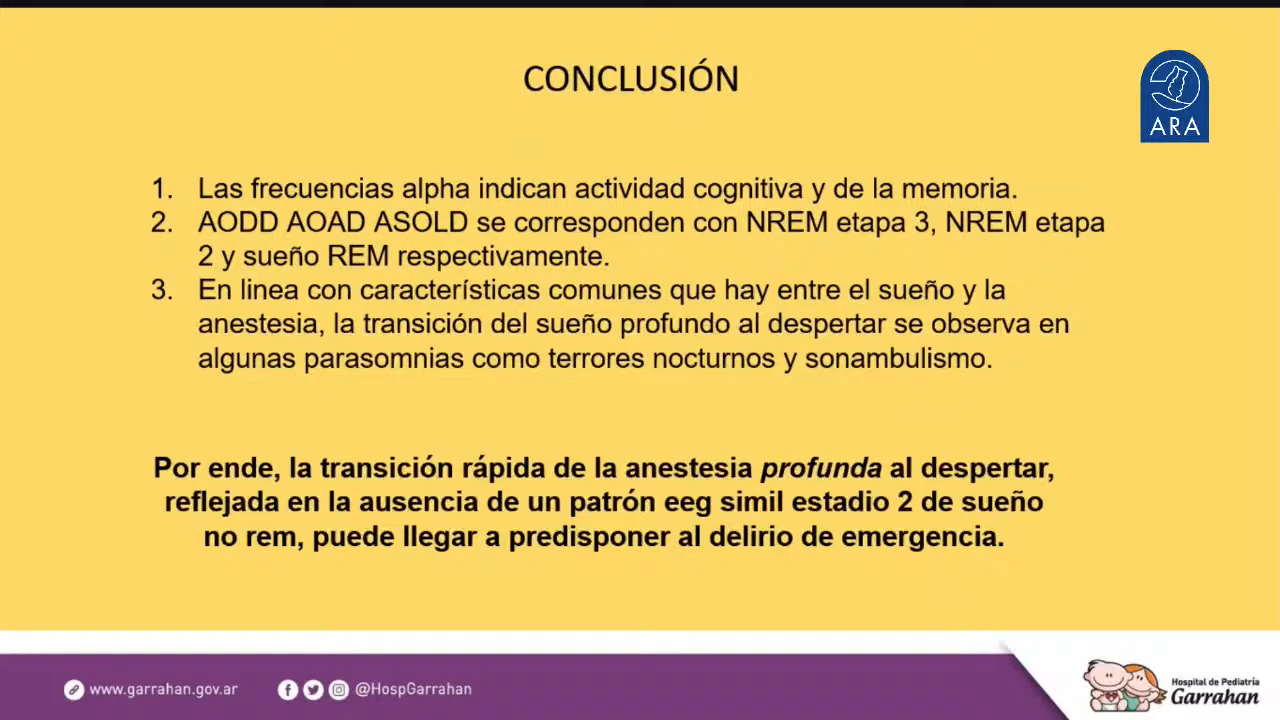 CONCLUSIÓN
ARA
1. Las frecuencias alpha indican actividad cognitiva y de la memoria.
2. AODD AOAD ASOLD se corresponden con NREM etapa 3, NREM etapa
2 y sueño REM respectivamente.
3. En linea con características comunes que hay entre el sueño y la
anestesia, la transición del sueño profundo al despertar se observa en
algunas parasomnias como terrores nocturnos y sonambulismo.
Por ende, la transición rápida de la anestesia profunda al despertar,
reflejada en la ausencia de un patrón eeg simil estadio 2 de sueño
no rem, puede llegar a predisponer al delirio de emergencia.
www.garrahan.gov.ar
@HospGarrahan
Hospital de Pediatría
Garrahan